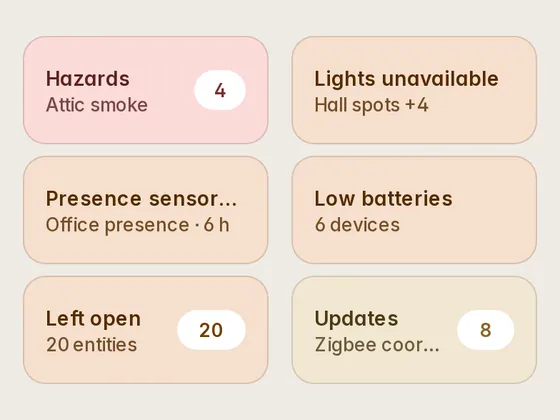 Hazards
Attic smoke
4
Lights unavailable
Hall spots +4
Presence sensor…
Office presence · 6 h
Low batteries
6 devices
Left open
20 entities
20
Updates
Zigbee coor…
8